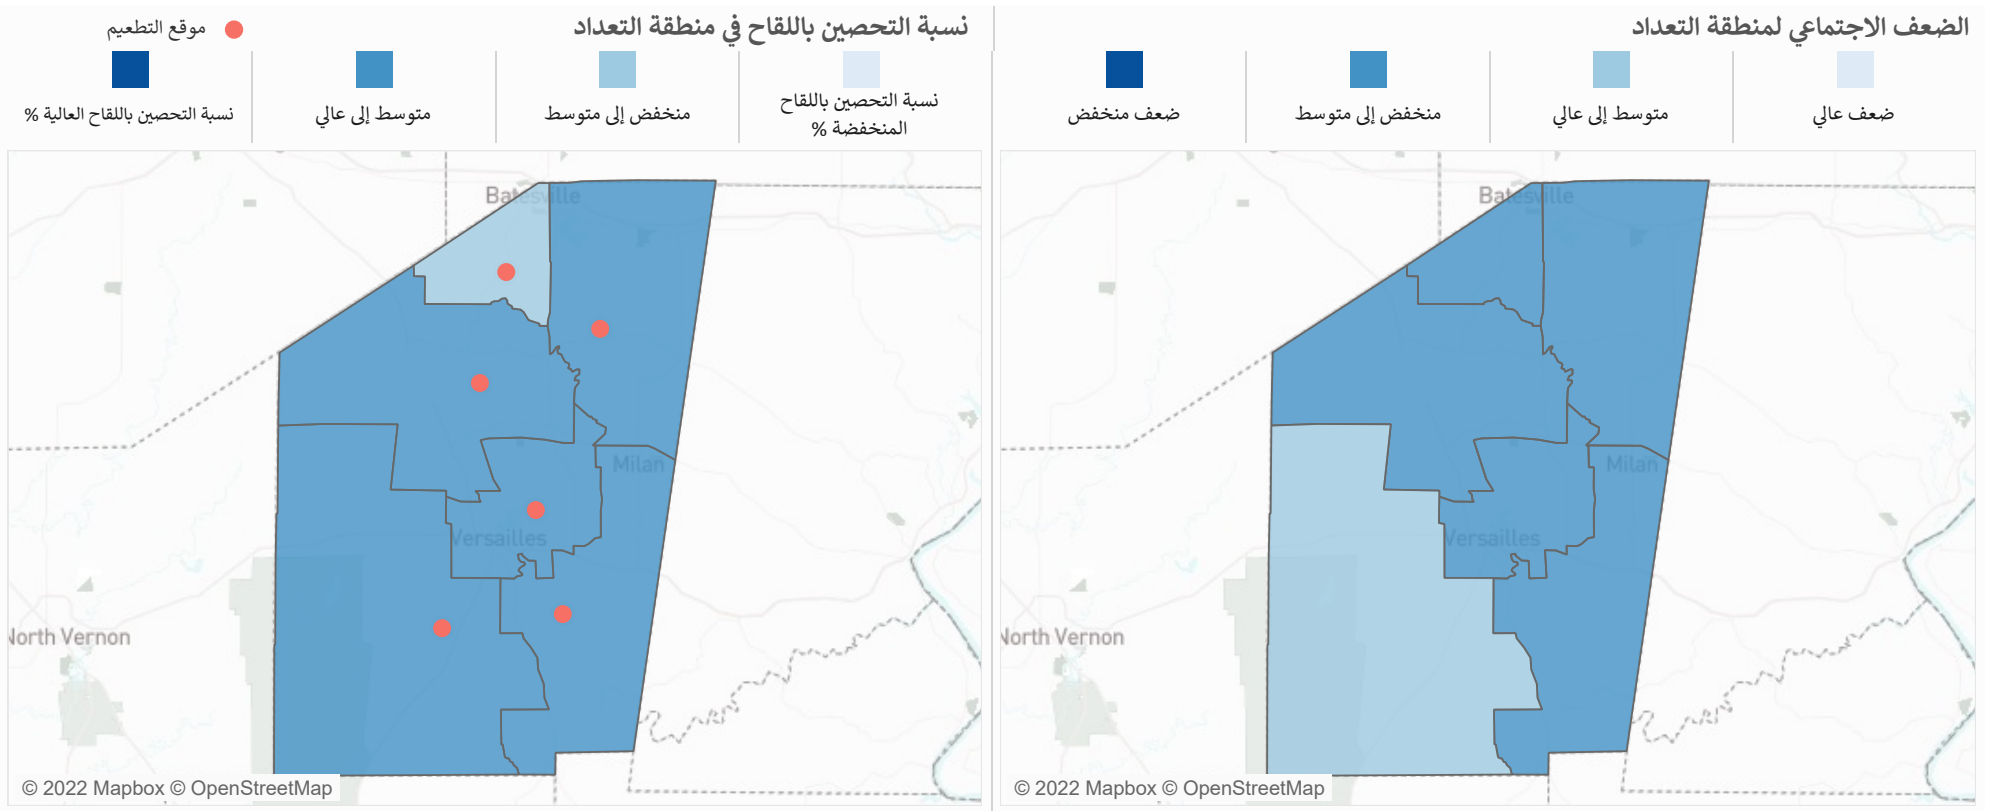 الضعف الاجتماعي لمنطقة التعداد
ضعف عالي
متوسط إلى عالي
منخفض إلى متوسط
ضعف منخفض
Batesville
Milan
Versailles
North Vernon
© 2022 Mapbox © OpenStreetMap
نسبة التحصين باللقاح في منطقة التعداد
موقع التطعيم
نسبة التحصين باللقاح
المنخفضة %
منخفض إلى متوسط
متوسط إلى عالي
نسبة التحصين باللقاح العالية %
Batesville
Milan
Versailles
North Vernon
© 2022 Mapbox © OpenStreetMap